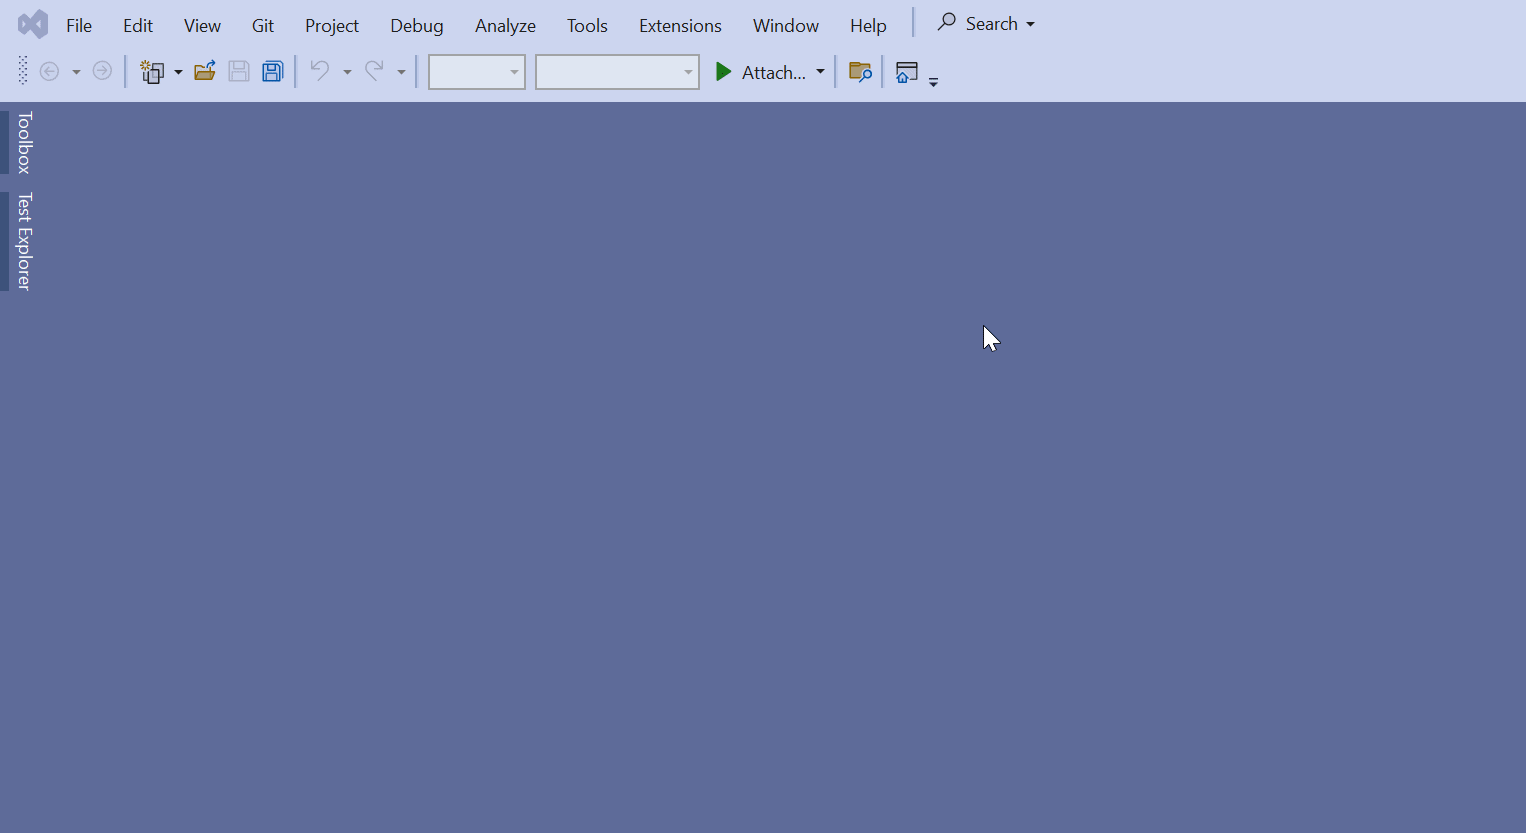 File Edit View Git Project Debug Analyze Tools Extensions Window Help Search
Attach...
Toolbox
Test Explorer